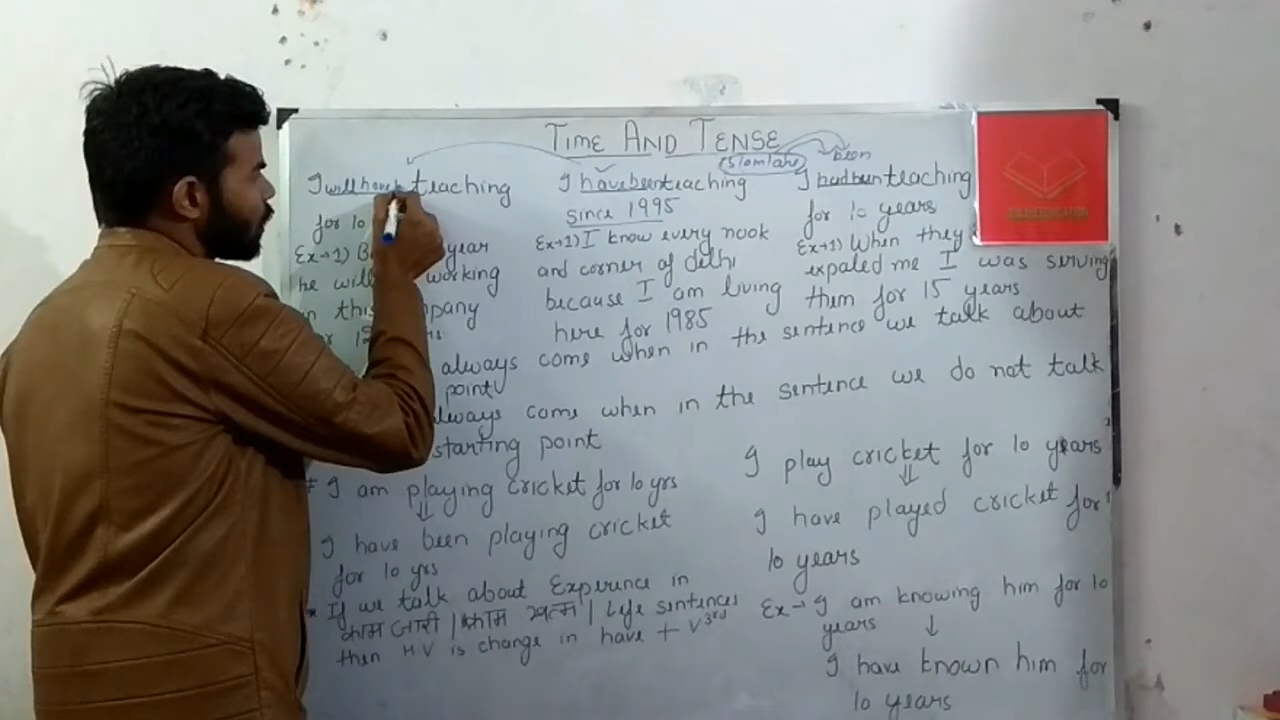 TIME AND TENSE
been
I will have teaching
for 10
Ex→1) year
he will working
this
I have been teaching
since 1995
Ex→1) I know every nook
and corner of delhi
because I am living
here for 1985
I had been teaching
for 10 years
Ex→1) When they
expaled me I was serving
them for 15 years
always come when in the sentence we talk about
point
always come when in the sentence we do not talk
starting point
* I am playing cricket for 10 yrs
⇓
I have been playing cricket
for 10 yrs
* If we talk about Experince in
काम जारी / काम खत्म / Life sentences
then H.V is change in have + V3rd
I play cricket for 10 years
⇓
I have played cricket for
10 years
Ex→ I am knowing him for 10
years ↓
I have known him for
10 years